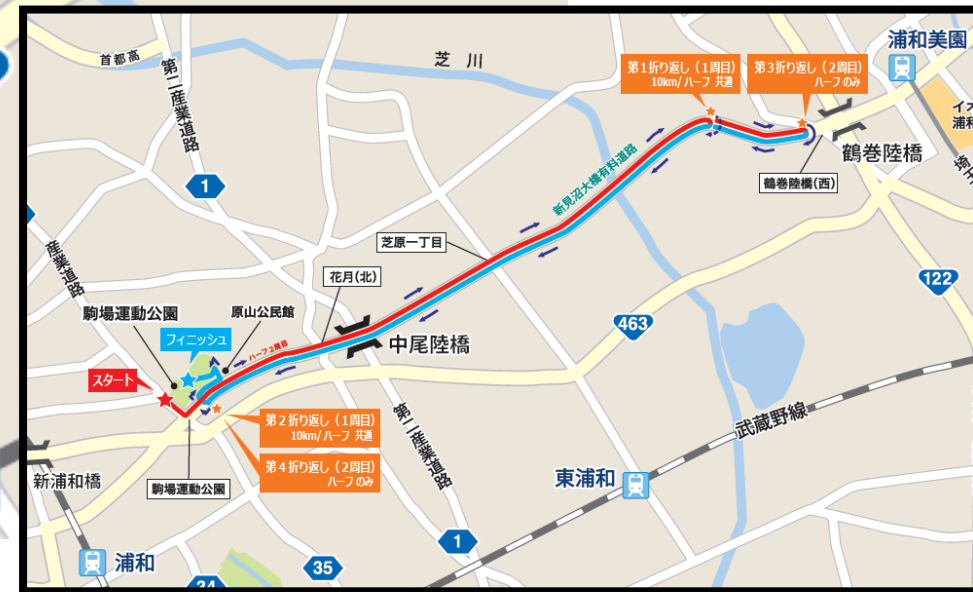 浦和美園
首都高
芝川
第1折り返し（1周目）
10km/ハーフ 共通
第3折り返し（2周目）
ハーフのみ
第二産業道路
鶴巻陸橋
鶴巻陸橋(西)
新見沼大橋有料道路
1
芝原一丁目
産業道路
花月(北)
122
駒場運動公園
原山公民館
463
フィニッシュ
ハーフ2周目
中尾陸橋
スタート
第2折り返し（1周目）
10km/ハーフ 共通
第二産業道路
武蔵野線
第4折り返し（2周目）
ハーフのみ
新浦和橋
駒場運動公園
東浦和
浦和
1
35
34